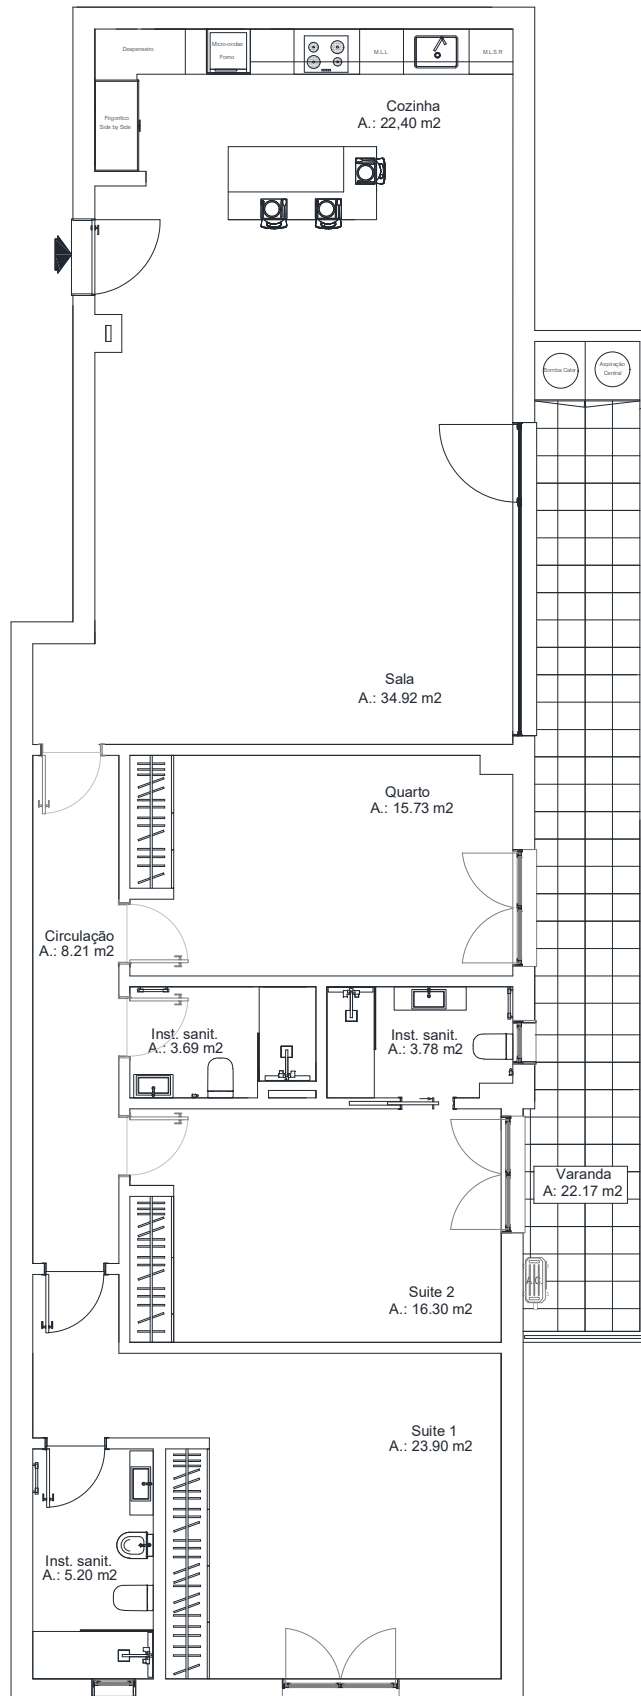 Despenseiro
Micro-ondas
Forno
M.L.L
M.L.S.R
Frigorífico
Side by Side
Cozinha
A.: 22,40 m2
Bomba Calor
Aspiração
Central
Sala
A.: 34.92 m2
Quarto
A.: 15.73 m2
Circulação
A.: 8.21 m2
Inst. sanit.
A.: 3.69 m2
Inst. sanit.
A.: 3.78 m2
Varanda
A: 22.17 m2
A.C.
Suite 2
A.: 16.30 m2
Suite 1
A.: 23.90 m2
Inst. sanit.
A.: 5.20 m2